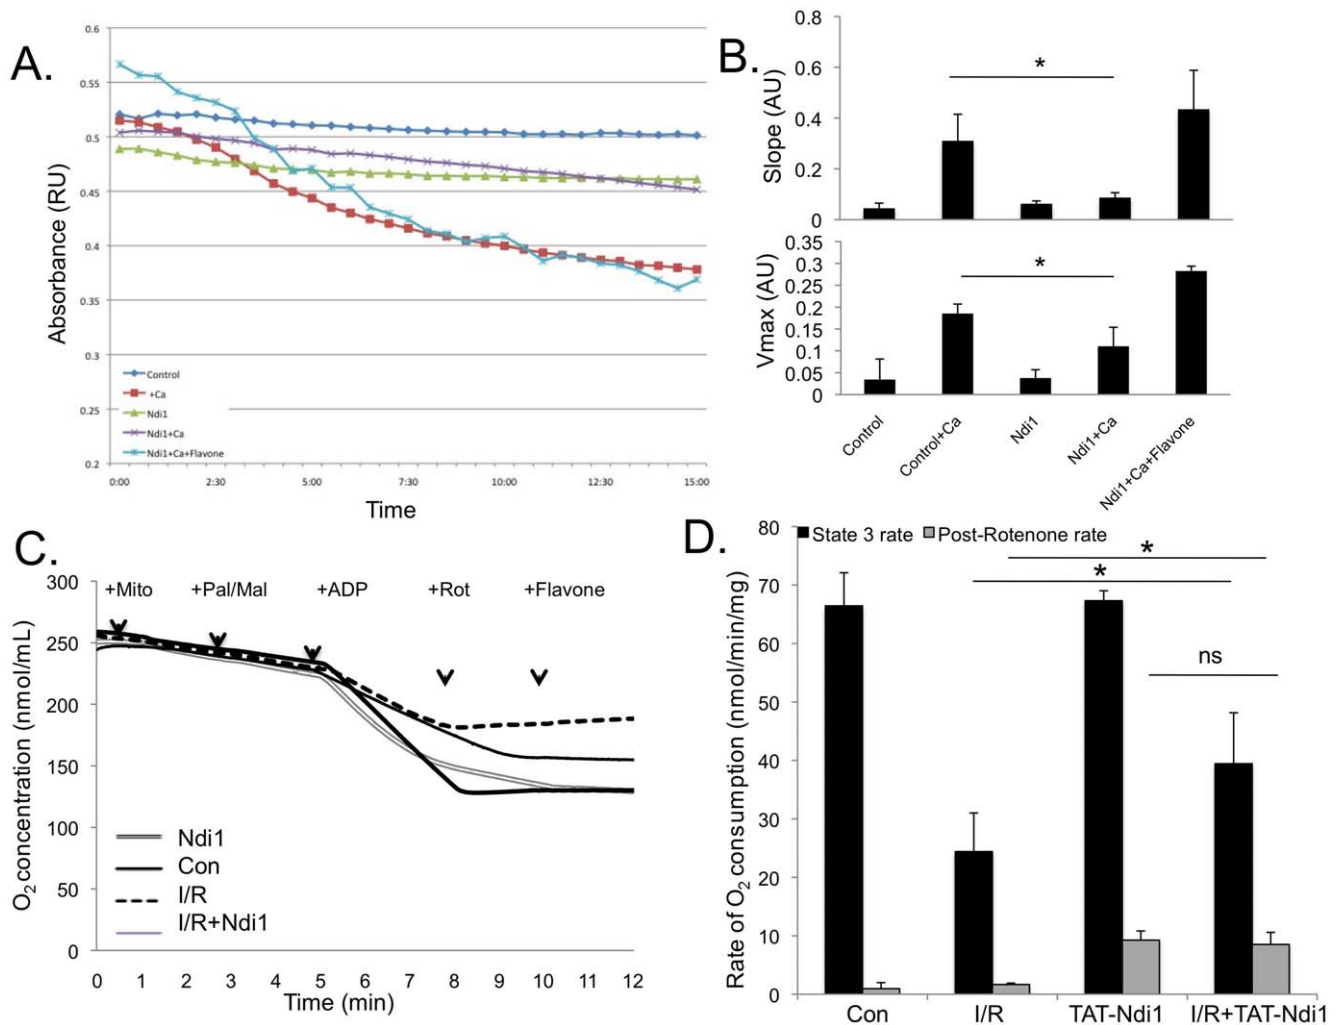 A.
0.6
0.55
0.5
0.45
0.4
0.35
0.3
0.25
0.2
Absorbance (RU)
Control
+Ca
Ndi1
Ndi1+Ca
Ndi1+Ca+Flavone
0:00 2:30 5:00 7:30 10:00 12:30 15:00
Time
B.
0.8
0.6
0.4
0.2
0
Slope (AU)
*
0.35
0.3
0.25
0.2
0.15
0.1
0.05
0
Vmax (AU)
*
Control
Control+Ca
Ndi1
Ndi1+Ca
Ndi1+Ca+Flavone
C.
300
250
200
150
100
50
0
O2 concentration (nmol/mL)
+Mito +Pal/Mal +ADP +Rot +Flavone
Ndi1
Con
I/R
I/R+Ndi1
0 1 2 3 4 5 6 7 8 9 10 11 12
Time (min)
D.
80
70
60
50
40
30
20
10
0
Rate of O2 consumption (nmol/min/mg)
State 3 rate Post-Rotenone rate
*
*
ns
Con I/R TAT-Ndi1 I/R+TAT-Ndi1